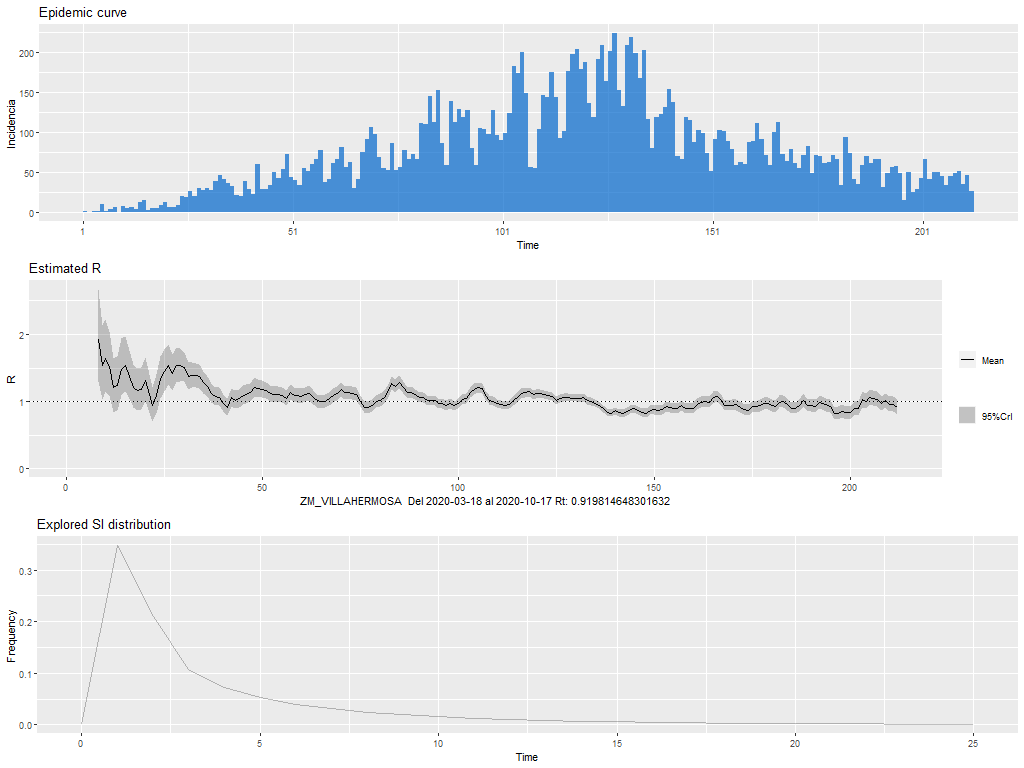 Epidemic curve
200
150
100
50
0
Incidencia
1 51 101 151 201
Time
Estimated R
2
1
0
R
Mean
95%CrI
0 50 100 150 200
ZM_VILLAHERMOSA Del 2020-03-18 al 2020-10-17 Rt: 0.919814648301632
Explored SI distribution
0.3
0.2
0.1
0.0
Frequency
0 5 10 15 20 25
Time